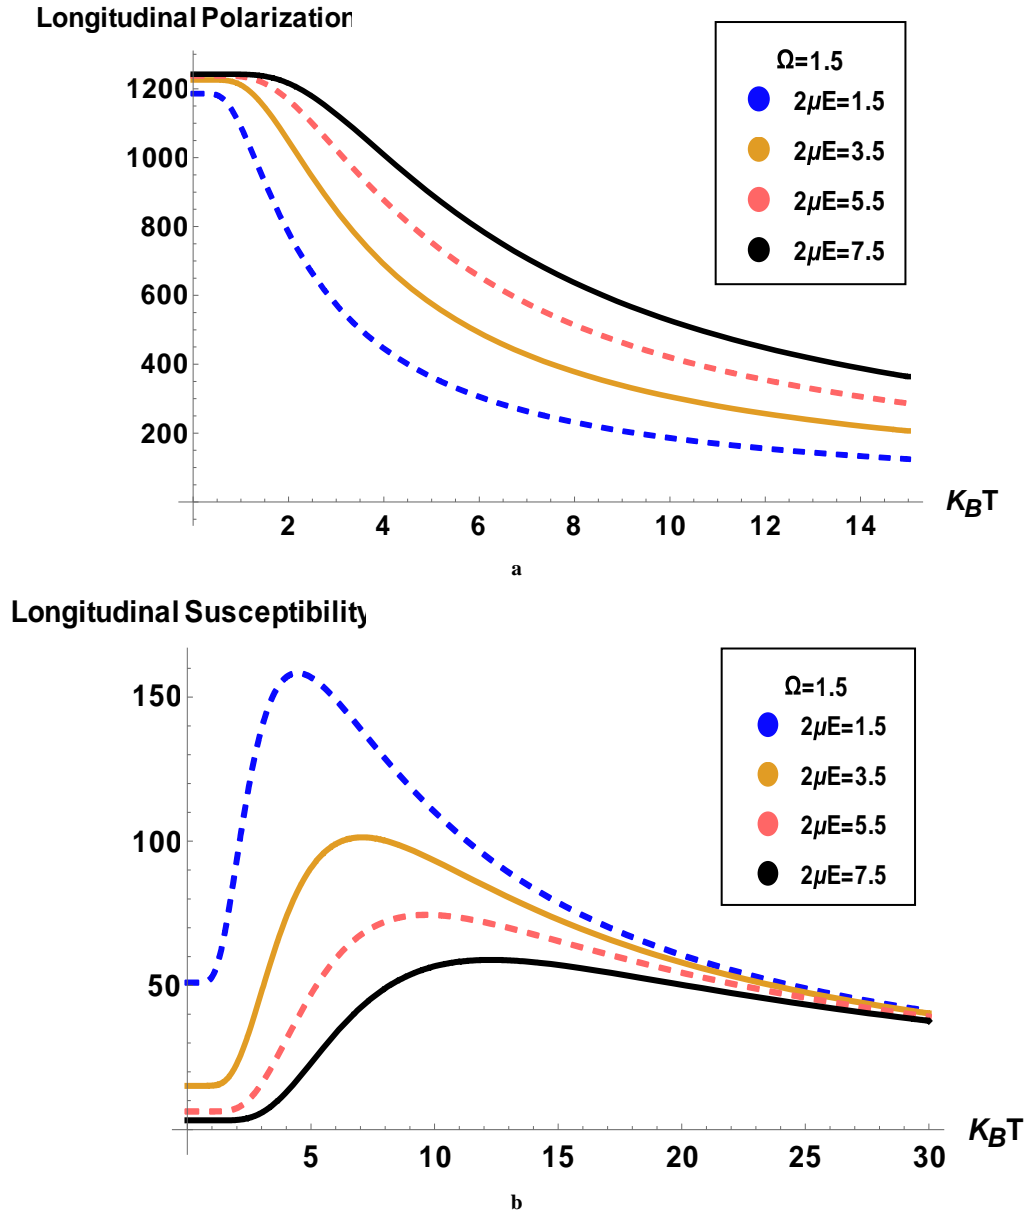 Longitudinal Polarization
Ω=1.5
2μE=1.5
2μE=3.5
2μE=5.5
2μE=7.5
1200
1000
800
600
400
200
2 4 6 8 10 12 14
K_BT
a
Longitudinal Susceptibility
Ω=1.5
2μE=1.5
2μE=3.5
2μE=5.5
2μE=7.5
150
100
50
5 10 15 20 25 30
K_BT
b